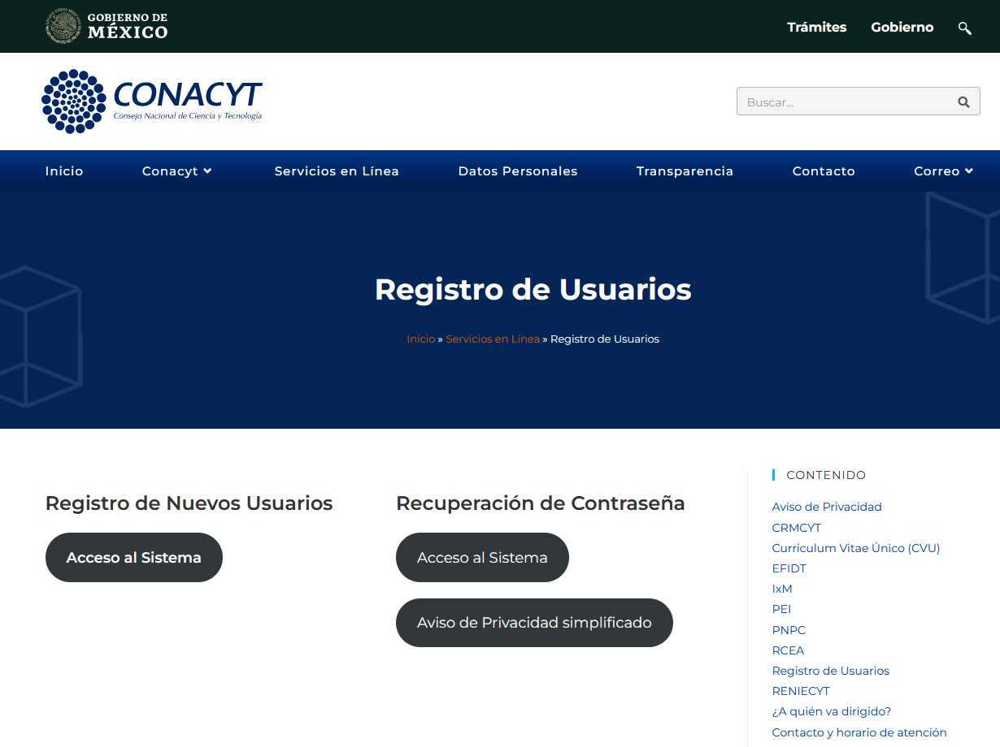 GOBIERNO DE
MÉXICO
Trámites Gobierno
CONACYT
Consejo Nacional de Ciencia y Tecnología
Buscar...
Inicio Conacyt Servicios en Línea Datos Personales Transparencia Contacto Correo
Registro de Usuarios
Inicio » Servicios en Línea » Registro de Usuarios
Registro de Nuevos Usuarios
Acceso al Sistema
Recuperación de Contraseña
Acceso al Sistema
Aviso de Privacidad simplificado
CONTENIDO
Aviso de Privacidad
CRMCYT
Curriculum Vitae Único (CVU)
EFIDT
IxM
PEI
PNPC
RCEA
Registro de Usuarios
RENIECYT
¿A quién va dirigido?
Contacto y horario de atención